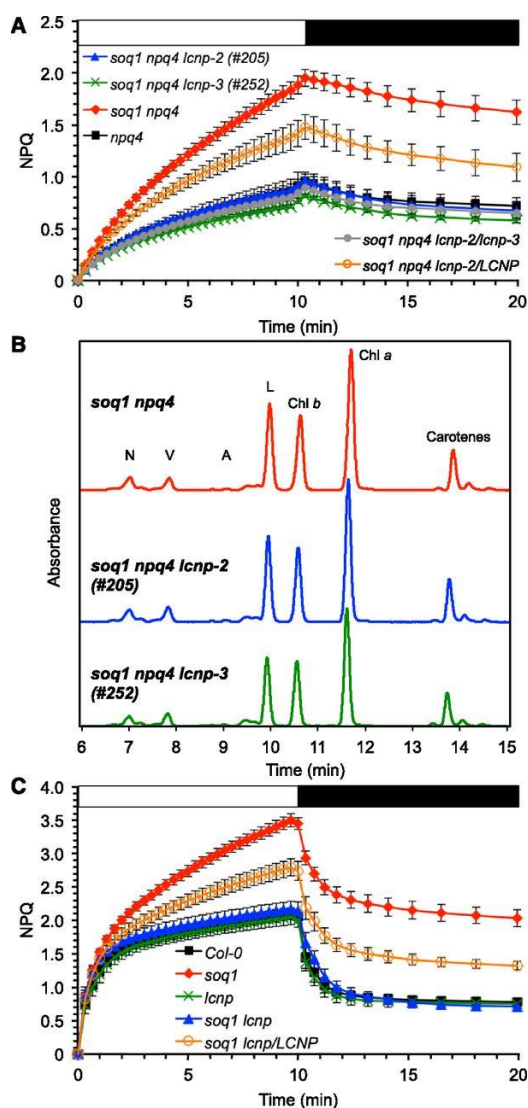 A
2.5
2.0
1.5
1.0
0.5
0
NPQ
soq1 npq4 lcnp-2 (#205)
soq1 npq4 lcnp-3 (#252)
soq1 npq4
npq4
soq1 npq4 lcnp-2/lcnp-3
soq1 npq4 lcnp-2/LCNP
0 5 10 15 20
Time (min)
B
Absorbance
soq1 npq4
N V A L Chl b Chl a Carotenes
soq1 npq4 lcnp-2
(#205)
soq1 npq4 lcnp-3
(#252)
6 7 8 9 10 11 12 13 14 15
Time (min)
C
4.0
3.5
3.0
2.5
2.0
1.5
1.0
0.5
0
NPQ
Col-0
soq1
lcnp
soq1 lcnp
soq1 lcnp/LCNP
0 5 10 15 20
Time (min)